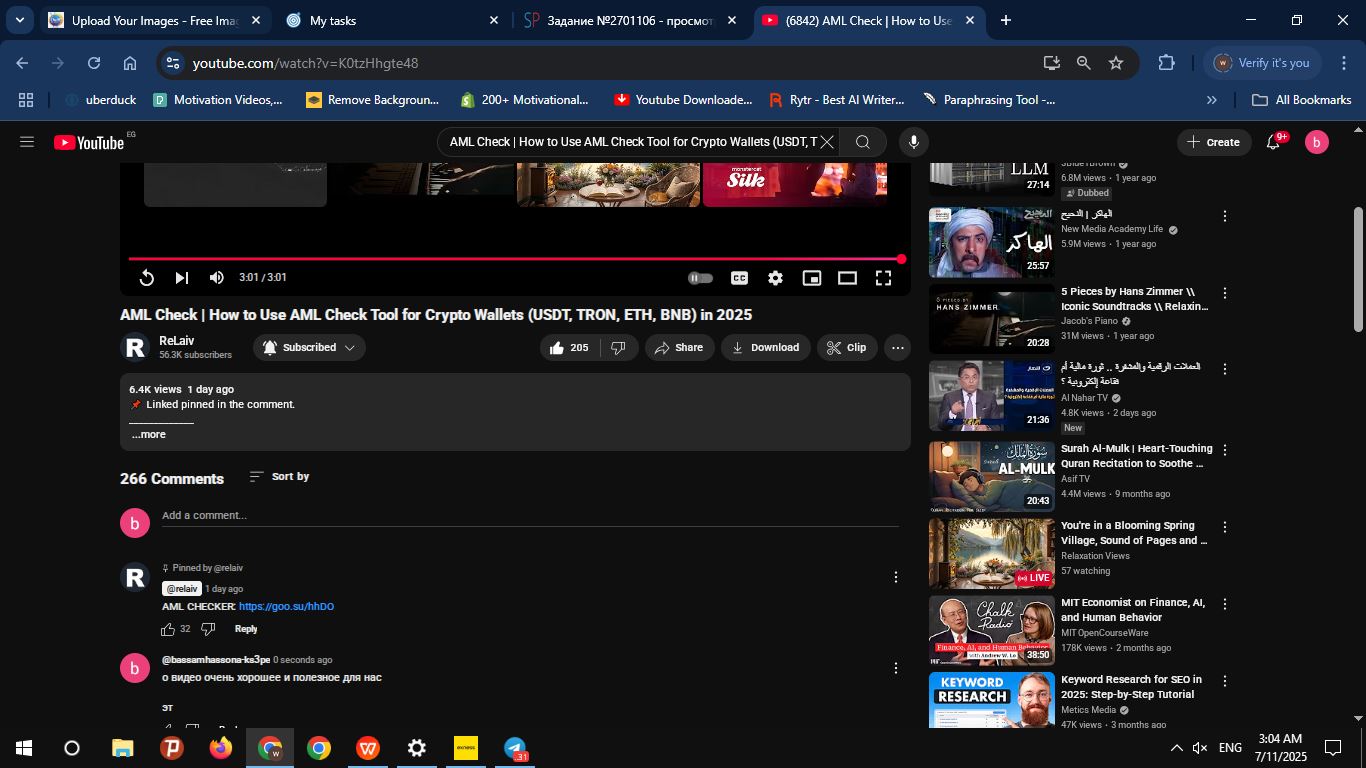 Upload Your Images - Free Imag
My tasks
Задание №2701106 - просмотр
(6842) AML Check | How to Use
youtube.com/watch?v=K0tzHhgte48
Verify it's you
uberduck
Motivation Videos,...
Remove Backgroun...
200+ Motivational...
Youtube Downloade...
Rytr - Best AI Writer...
Paraphrasing Tool -...
All Bookmarks
YouTube EG
AML Check | How to Use AML Check Tool for Crypto Wallets (USDT, T
Create
9+
b
monstercat
Silk
3:01 / 3:01
CC
AML Check | How to Use AML Check Tool for Crypto Wallets (USDT, TRON, ETH, BNB) in 2025
R
ReLaiv
56.3K subscribers
Subscribed
205
Share
Download
Clip
6.4K views 1 day ago
Linked pinned in the comment.
____________
...more
266 Comments
Sort by
b
Add a comment...
R
Pinned by @relaiv
@relaiv 1 day ago
AML CHECKER: https://goo.su/hhDO
32
Reply
b
@bassamhassona-ks3pe 0 seconds ago
о видео очень хорошее и полезное для нас
эт
LLM
27:14
6.8M views · 1 year ago
Dubbed
الهاكر
25:57
الهاكر | الدحيح
New Media Academy Life
5.9M views · 1 year ago
HANS ZIMMER
20:28
5 Pieces by Hans Zimmer \\
Iconic Soundtracks \\ Relaxin...
Jacob's Piano
31M views · 1 year ago
21:36
العملات الرقمية والمشفرة .. ثورة مالية أم
فقاعة إلكترونية ؟
Al Nahar TV
4.8K views · 2 days ago
New
AL-MULK
20:43
Surah Al-Mulk | Heart-Touching
Quran Recitation to Soothe ...
Asif TV
4.4M views · 9 months ago
LIVE
You're in a Blooming Spring
Village, Sound of Pages and ...
Relaxation Views
57 watching
Chalk
Radio
Finance, AI, and Human Behavior
with Andrew W. Lo
38:50
MIT Economist on Finance, AI,
and Human Behavior
MIT OpenCourseWare
178K views · 2 months ago
KEYWORD
RESEARCH
Keyword Research for SEO in
2025: Step-by-Step Tutorial
Metics Media
47K views · 3 months ago
exness
31
ENG
3:04 AM
7/11/2025